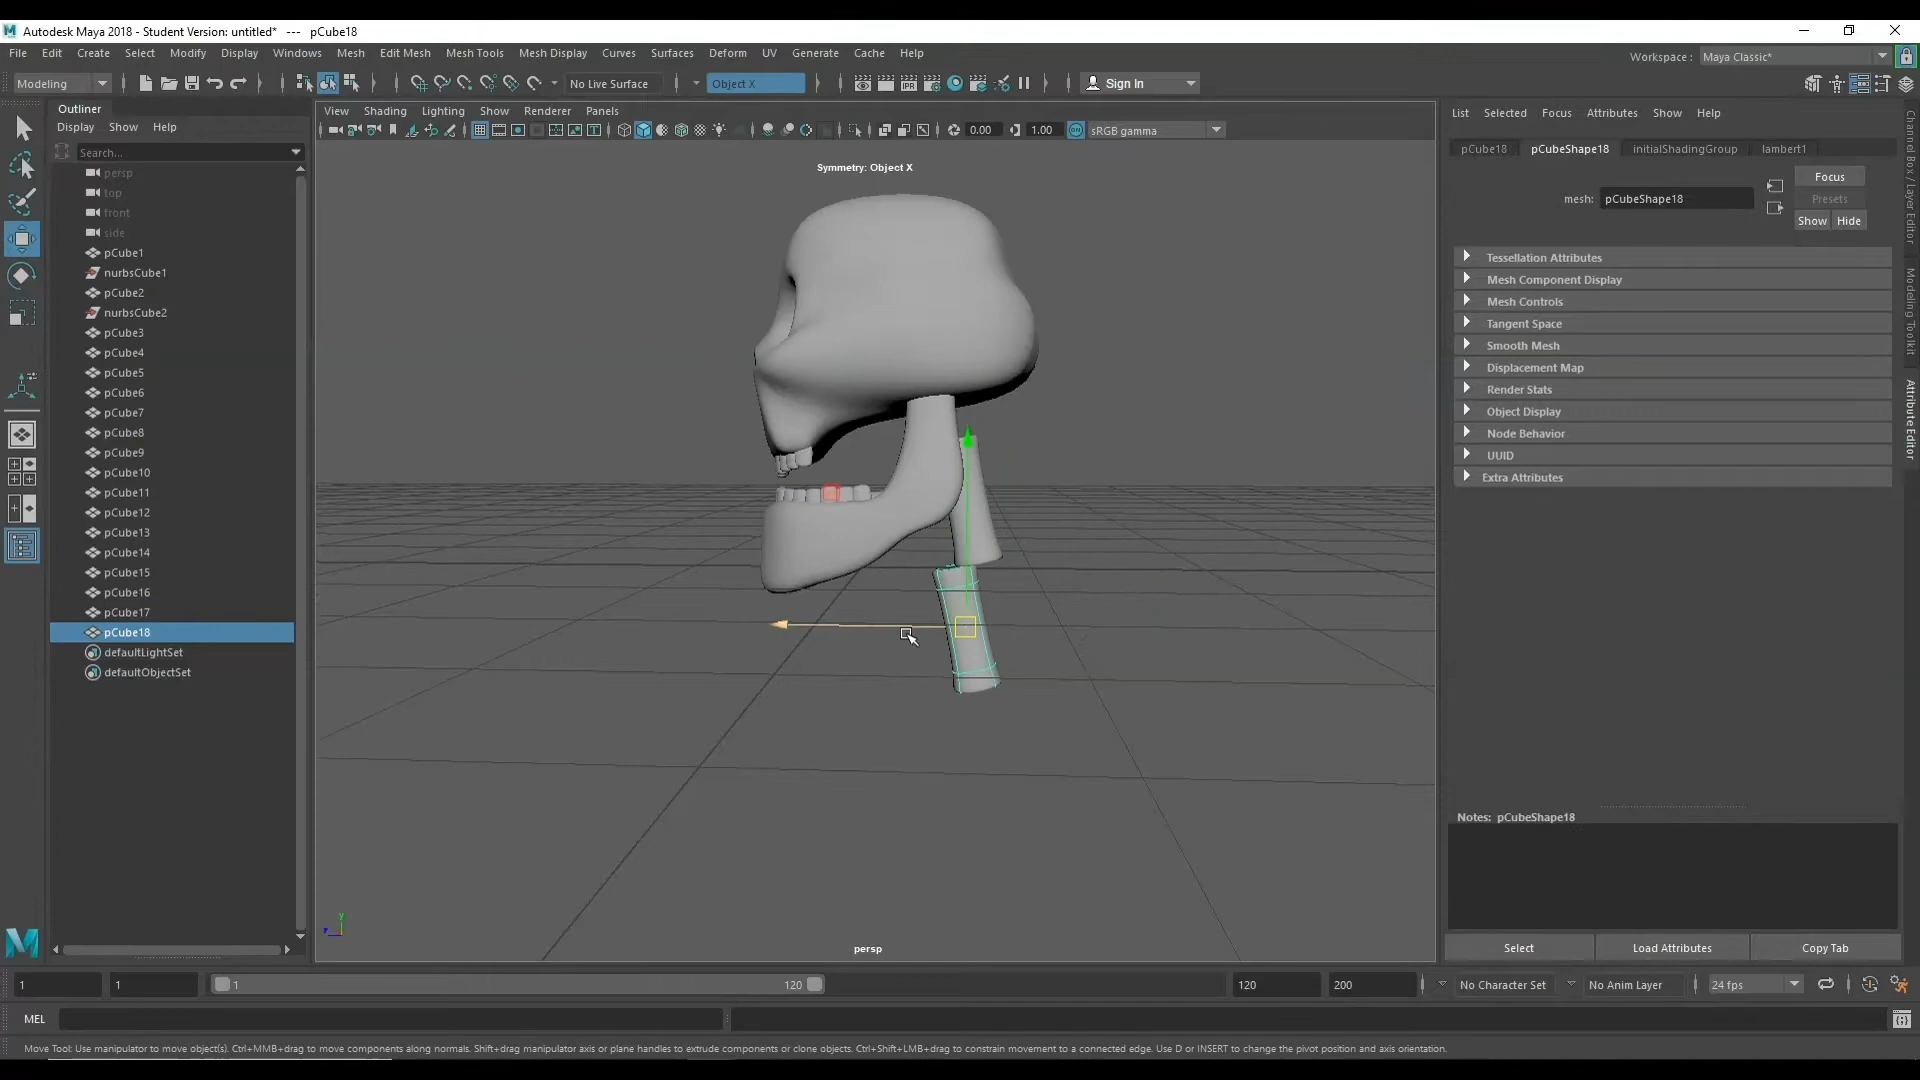 Autodesk Maya 2018 - Student Version: untitled* --- pCube18
File Edit Create Select Modify Display Windows Mesh Edit Mesh Mesh Tools Mesh Display Curves Surfaces Deform UV Generate Cache Help
Workspace : Maya Classic*
Modeling
No Live Surface
Object X
IPR
Sign In
Outliner
Display Show Help
Search...
persp
top
front
side
pCube1
nurbsCube1
pCube2
nurbsCube2
pCube3
pCube4
pCube5
pCube6
pCube7
pCube8
pCube9
pCube10
pCube11
pCube12
pCube13
pCube14
pCube15
pCube16
pCube17
pCube18
defaultLightSet
defaultObjectSet
View Shading Lighting Show Renderer Panels
0.00
1.00
ON
sRGB gamma
Symmetry: Object X
y
z
persp
List Selected Focus Attributes Show Help
pCube18 pCubeShape18 initialShadingGroup lambert1
mesh: pCubeShape18
Focus
Presets
Show Hide
Tessellation Attributes
Mesh Component Display
Mesh Controls
Tangent Space
Smooth Mesh
Displacement Map
Render Stats
Object Display
Node Behavior
UUID
Extra Attributes
Notes: pCubeShape18
Select Load Attributes Copy Tab
Channel Box / Layer Editor
Modeling Toolkit
Attribute Editor
1 1 1 120 120 200
No Character Set
No Anim Layer
24 fps
MEL
Move Tool: Use manipulator to move object(s). Ctrl+MMB+drag to move components along normals. Shift+drag manipulator axis or plane handles to extrude components or clone objects. Ctrl+Shift+LMB+drag to constrain movement to a connected edge. Use D or INSERT to change the pivot position and axis orientation.